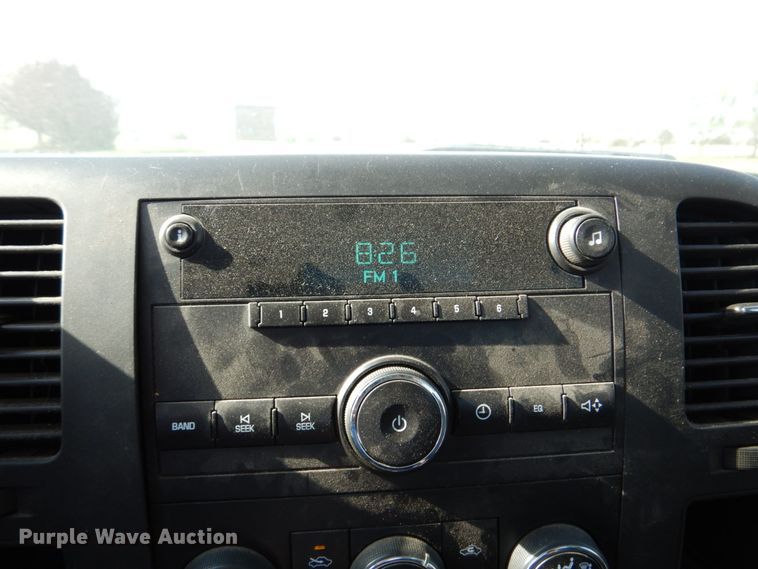 8:26
FM 1
1 2 3 4 5 6
BAND SEEK SEEK EQ
Purple Wave Auction®